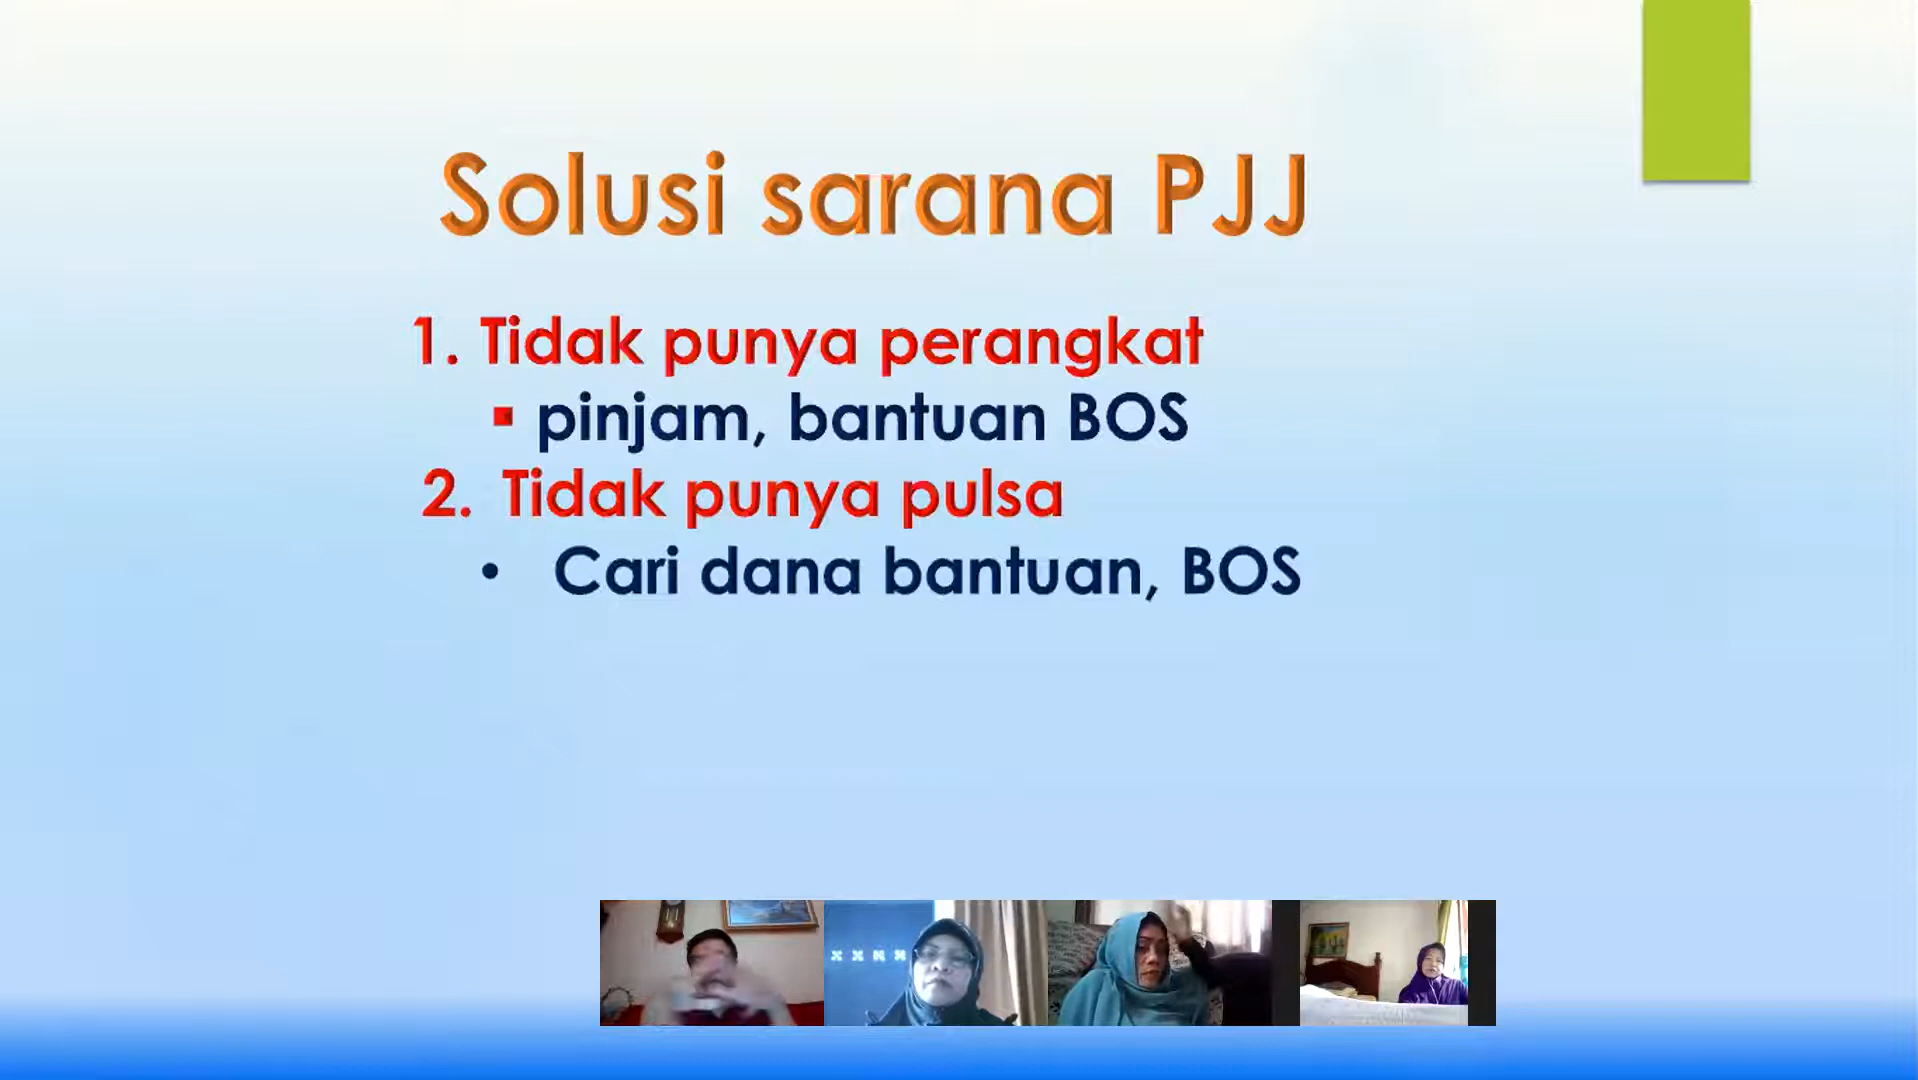 Solusi sarana PJJ
1. Tidak punya perangkat
▪ pinjam, bantuan BOS
2. Tidak punya pulsa
• Cari dana bantuan, BOS